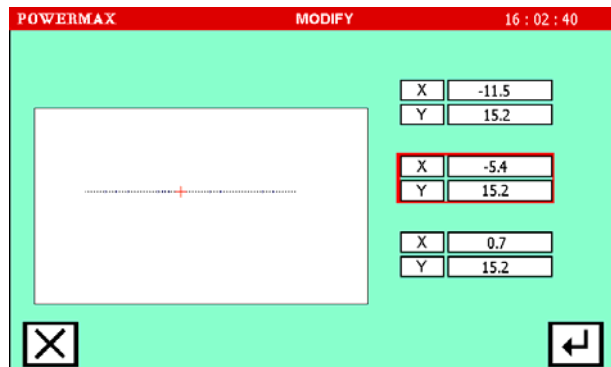 POWERMAX MODIFY 16 : 02 : 40
X -11.5
Y 15.2
X -5.4
Y 15.2
X 0.7
Y 15.2